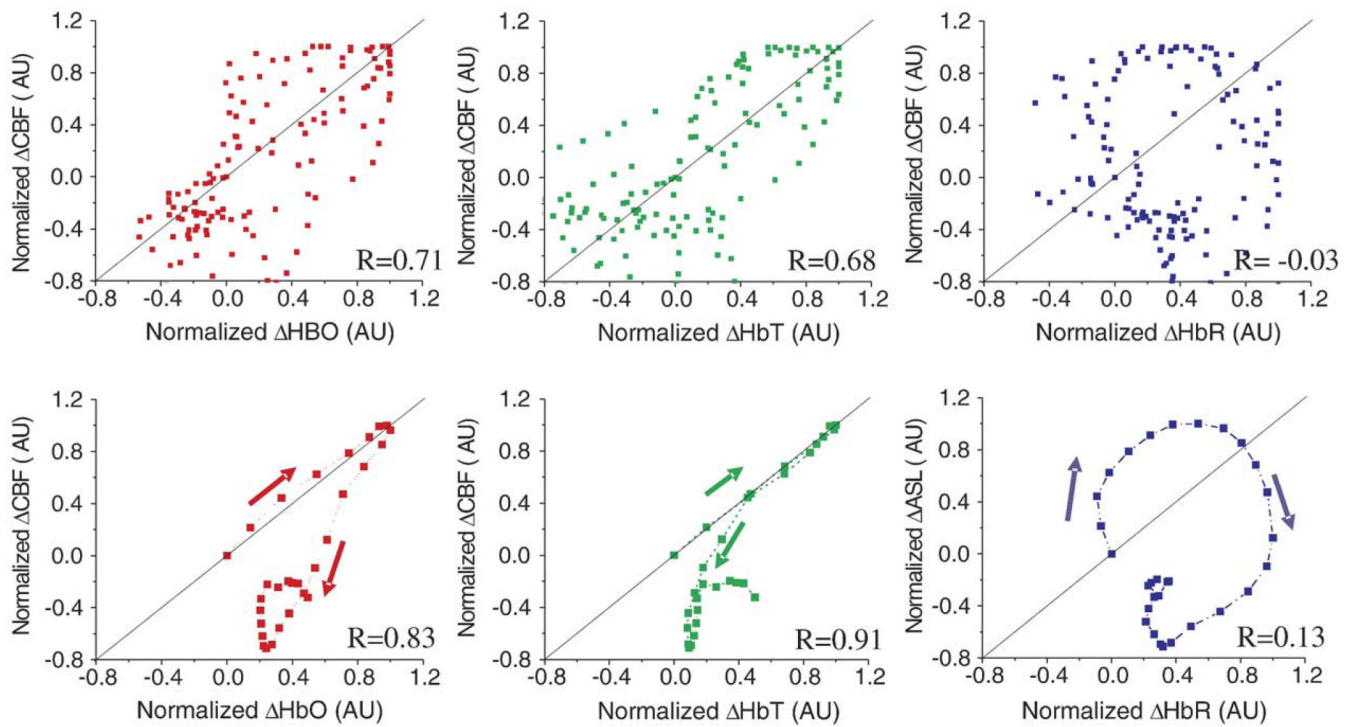 Normalized ΔCBF ( AU)
1.2
0.8
0.4
0.0
-0.4
-0.8
R=0.71
-0.8 -0.4 0.0 0.4 0.8 1.2
Normalized ΔHBO (AU)
Normalized ΔCBF ( AU)
1.2
0.8
0.4
0.0
-0.4
-0.8
R=0.68
-0.8 -0.4 0.0 0.4 0.8 1.2
Normalized ΔHbT (AU)
Normalized ΔCBF ( AU)
1.2
0.8
0.4
0.0
-0.4
-0.8
R= -0.03
-0.8 -0.4 0.0 0.4 0.8 1.2
Normalized ΔHbR (AU)
Normalized ΔCBF ( AU)
1.2
0.8
0.4
0.0
-0.4
-0.8
R=0.83
-0.8 -0.4 0.0 0.4 0.8 1.2
Normalized ΔHbO (AU)
Normalized ΔCBF ( AU)
1.2
0.8
0.4
0.0
-0.4
-0.8
R=0.91
-0.8 -0.4 0.0 0.4 0.8 1.2
Normalized ΔHbT (AU)
Normalized ΔASL ( AU)
1.2
0.8
0.4
0.0
-0.4
-0.8
R=0.13
-0.8 -0.4 0.0 0.4 0.8 1.2
Normalized ΔHbR (AU)